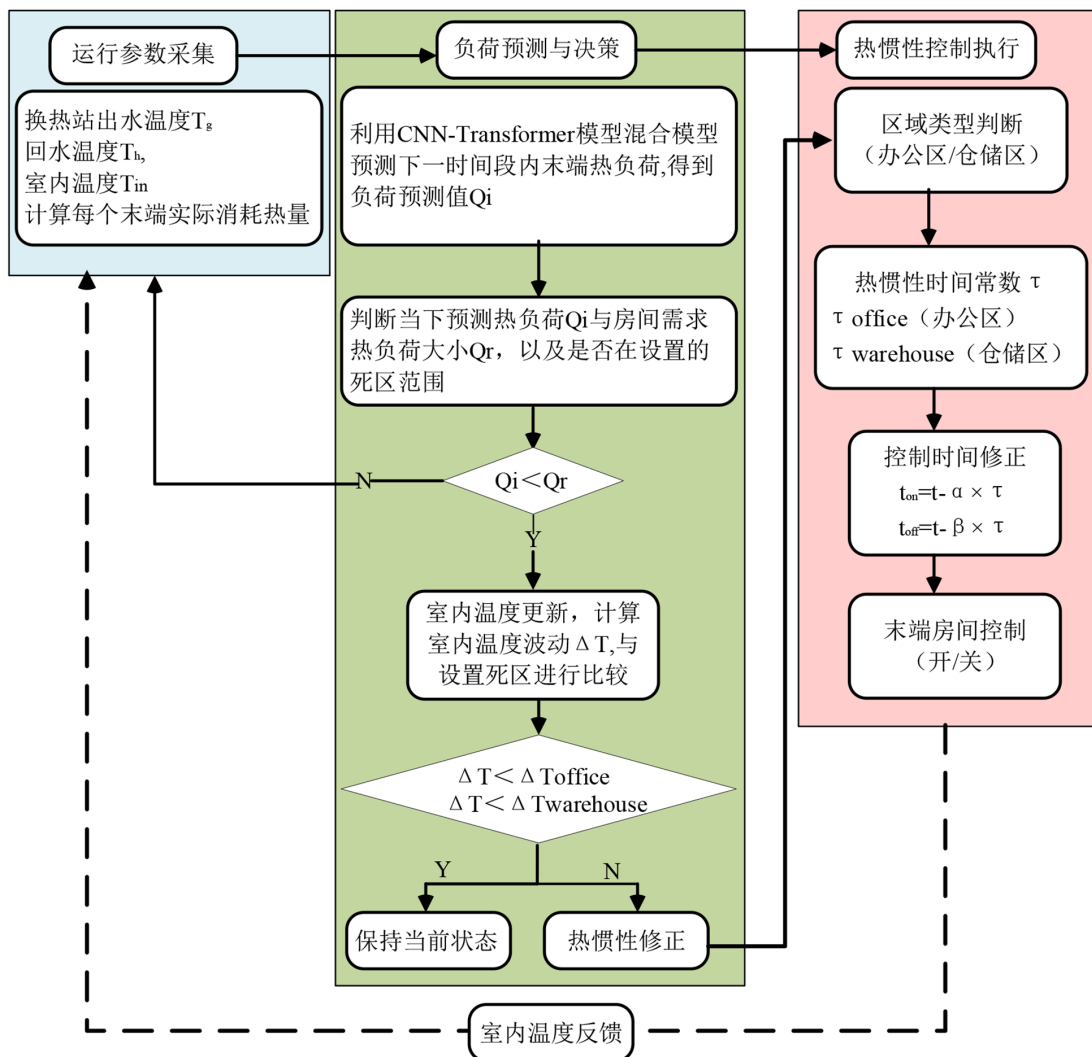 运行参数采集
换热站出水温度Tg
回水温度Th,
室内温度Tin
计算每个末端实际消耗热量
负荷预测与决策
利用CNN-Transformer模型混合模型
预测下一时间段内末端热负荷,得到
负荷预测值Qi
判断当下预测热负荷Qi与房间需求
热负荷大小Qr，以及是否在设置的
死区范围
Qi＜Qr
N
Y
室内温度更新，计算
室内温度波动ΔT,与
设置死区进行比较
ΔT＜ΔToffice
ΔT＜ΔTwarehouse
Y
N
保持当前状态
热惯性修正
热惯性控制执行
区域类型判断
（办公区/仓储区）
热惯性时间常数 τ
τ office（办公区）
τ warehouse（仓储区）
控制时间修正
ton=t-α×τ
toff=t-β×τ
末端房间控制
（开/关）
室内温度反馈